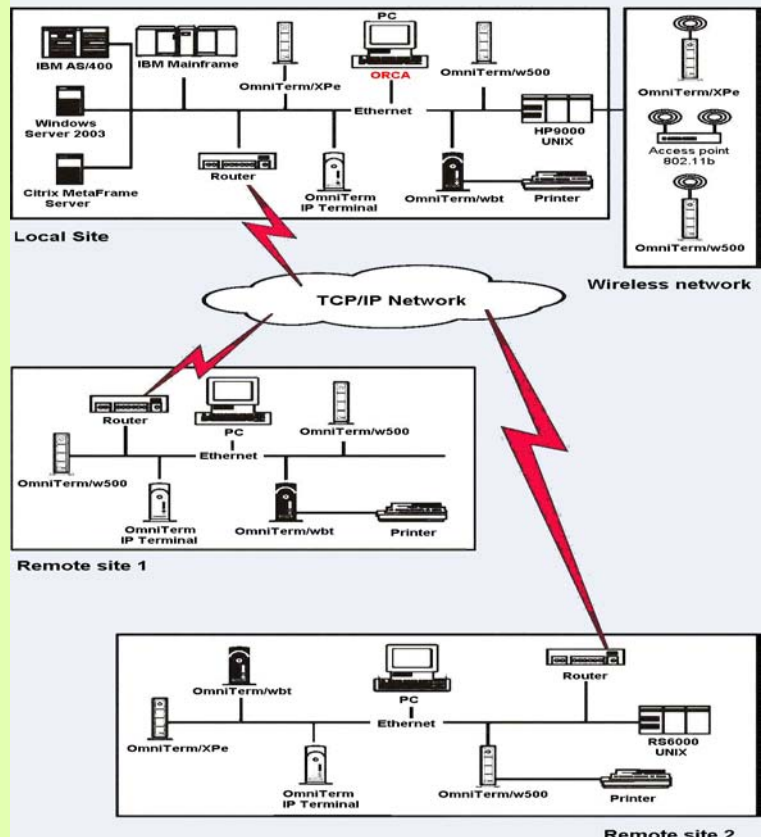 PC
IBM AS/400
IBM Mainframe
ORCA
OmniTerm/XPe
OmniTerm/w500
Ethernet
Windows
Server 2003
HP9000
UNIX
Citrix MetaFrame
Server
Router
OmniTerm
IP Terminal
OmniTerm/wbt
Printer
Local Site
OmniTerm/XPe
Access point
802.11b
OmniTerm/w500
Wireless network
TCP/IP Network
Router
PC
OmniTerm/w500
Ethernet
OmniTerm/w500
OmniTerm
IP Terminal
OmniTerm/wbt
Printer
Remote site 1
OmniTerm/wbt
PC
Router
Ethernet
OmniTerm/XPe
RS6000
UNIX
OmniTerm
IP Terminal
OmniTerm/w500
Printer
Remote site 2